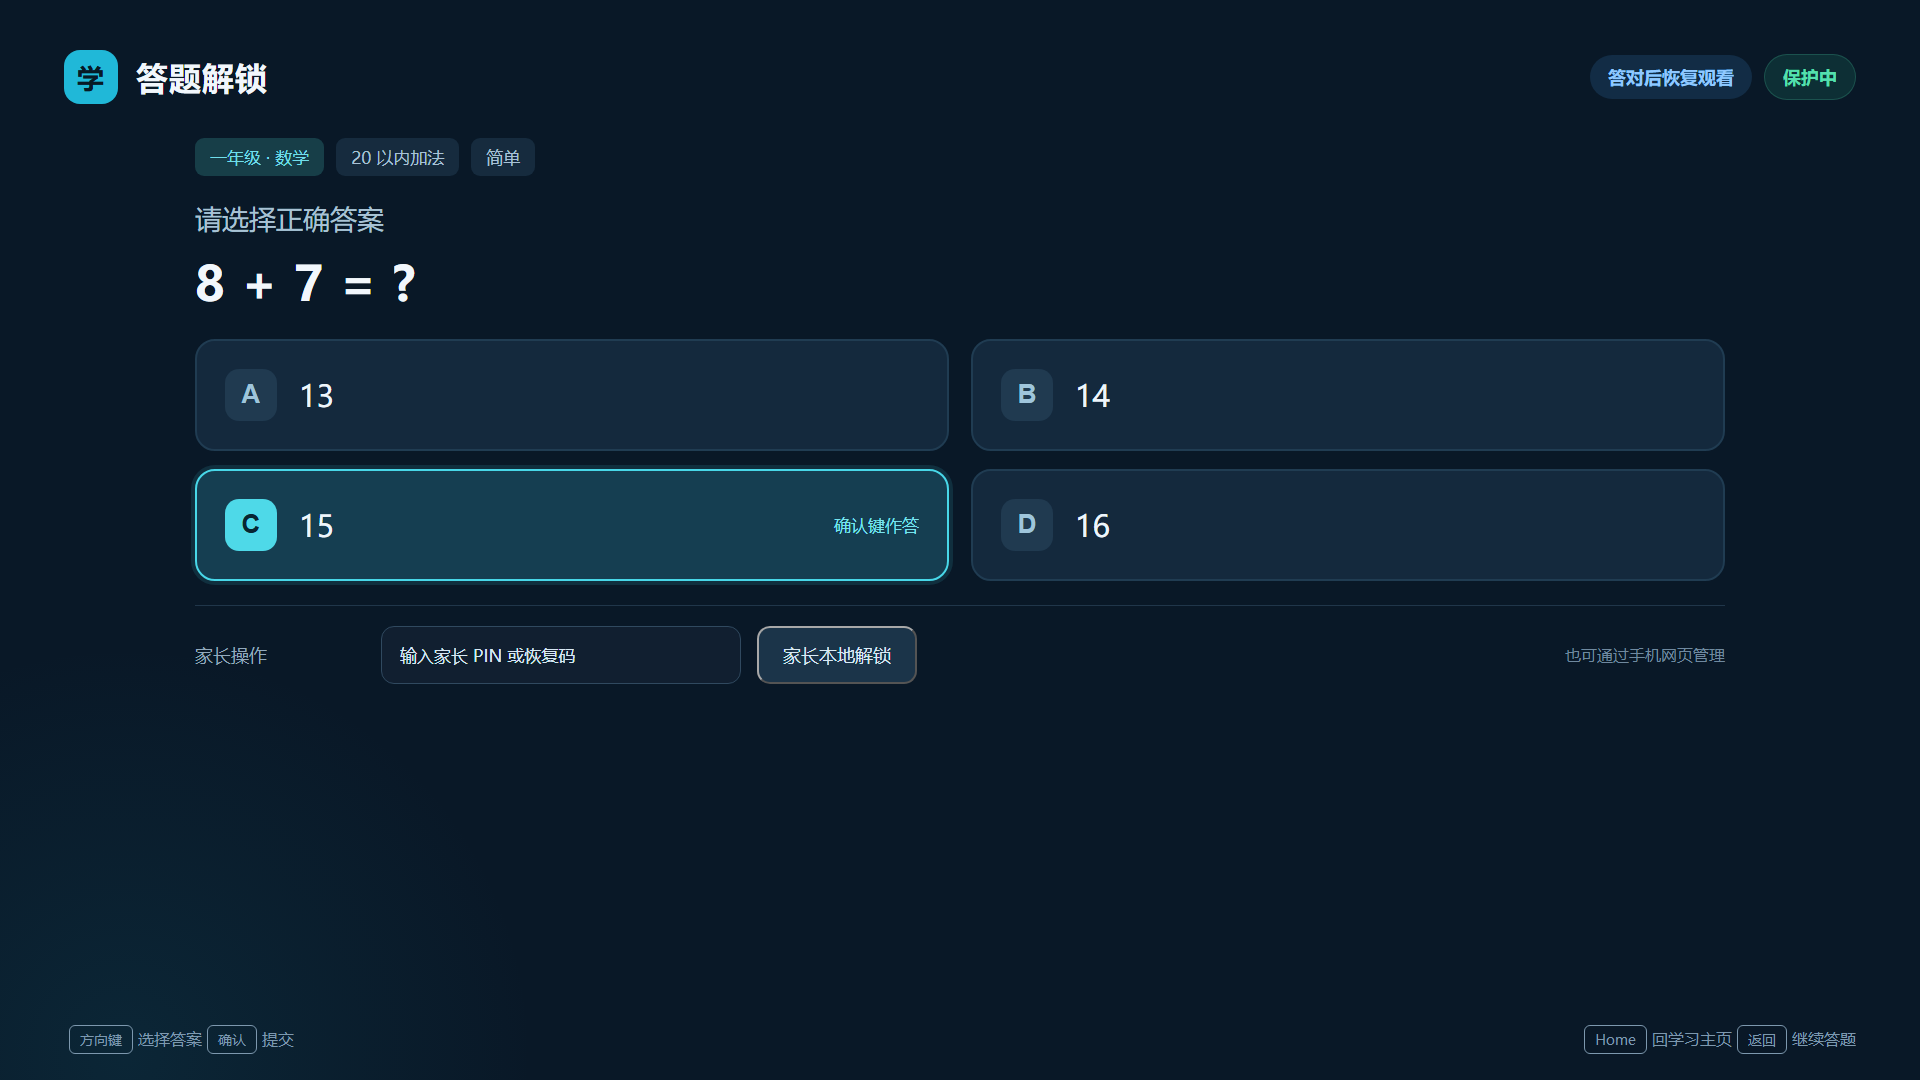 学 答题解锁 答对后恢复观看 保护中
一年级 · 数学 20 以内加法 简单
请选择正确答案
8 + 7 = ?
A 13
B 14
C 15 确认键作答
D 16
家长操作 输入家长 PIN 或恢复码 家长本地解锁 也可通过手机网页管理
方向键 选择答案 确认 提交 Home 回学习主页 返回 继续答题